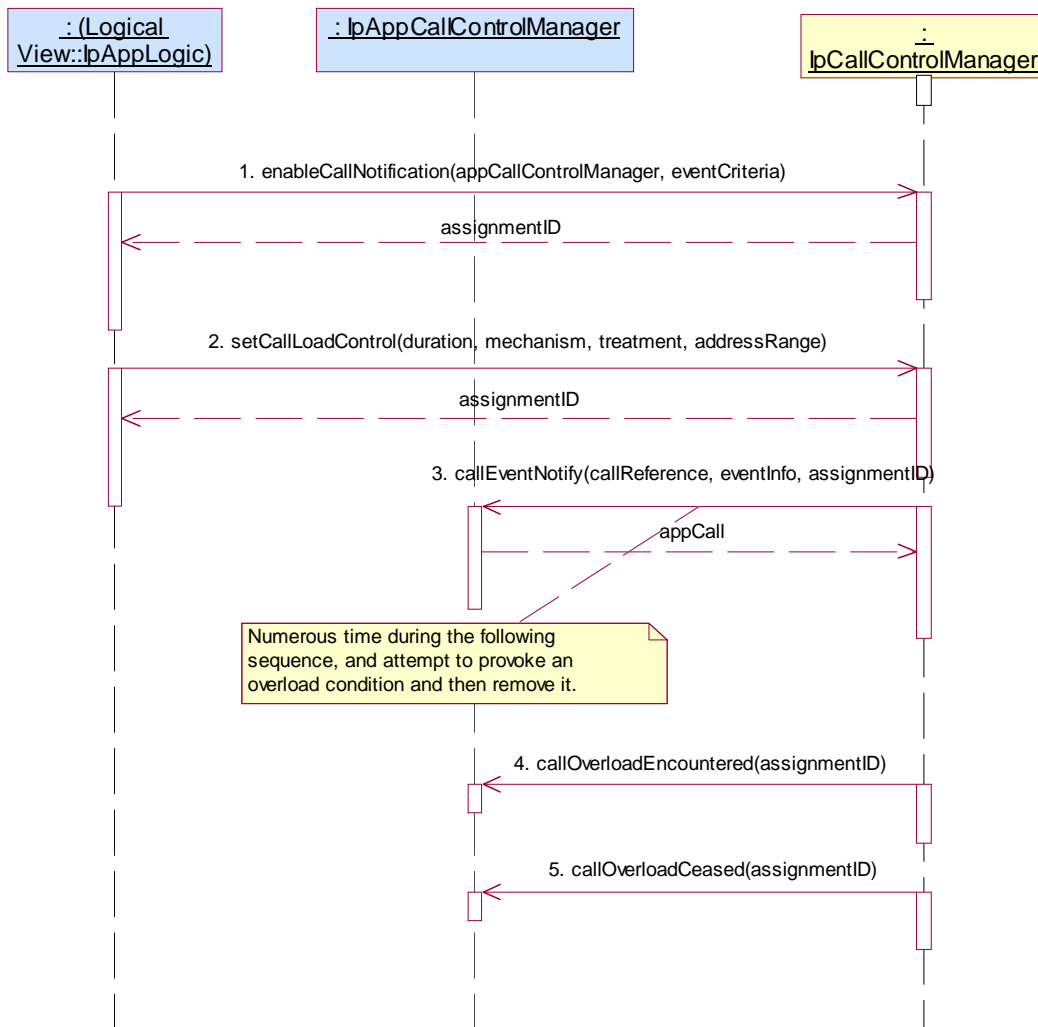 : (Logical
View::IpAppLogic)
: IpAppCallControlManager
:
IpCallControlManager
1. enableCallNotification(appCallControlManager, eventCriteria)
assignmentID
2. setCallLoadControl(duration, mechanism, treatment, addressRange)
assignmentID
3. callEventNotify(callReference, eventInfo, assignmentID)
appCall
Numerous time during the following
sequence, and attempt to provoke an
overload condition and then remove it.
4. callOverloadEncountered(assignmentID)
5. callOverloadCeased(assignmentID)